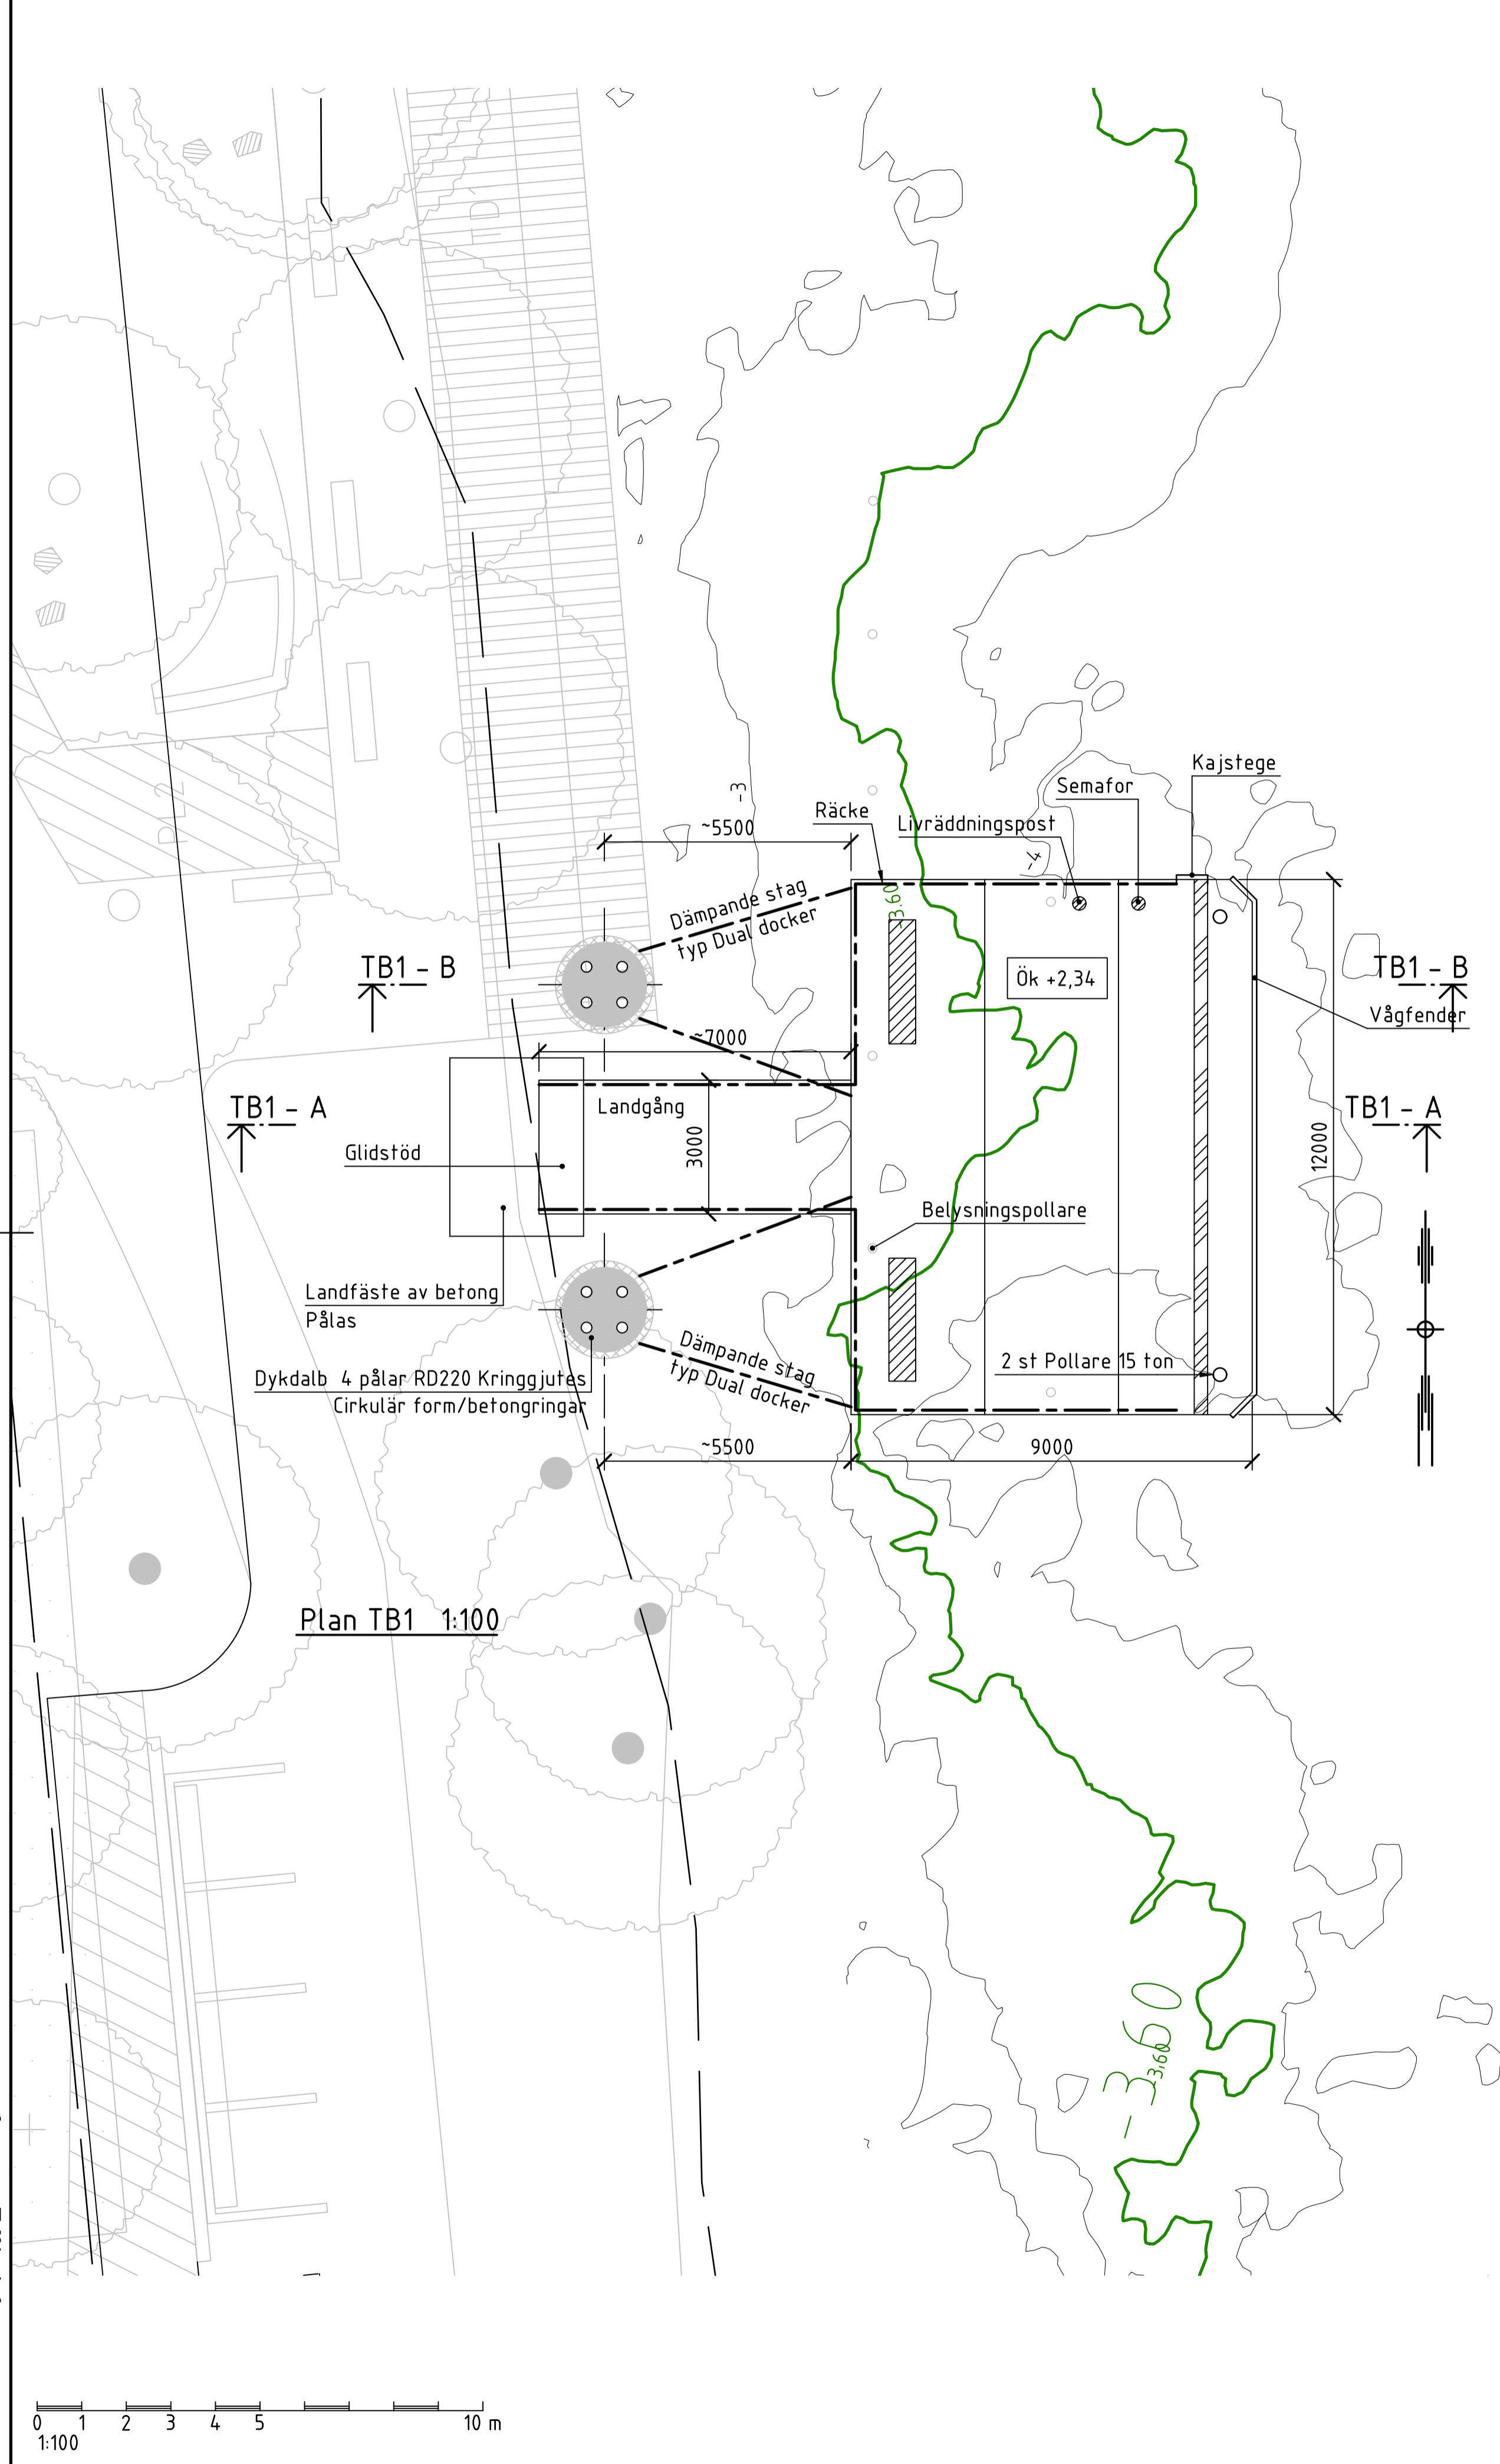 Kajstege
Semafor
-3
Räcke
Livräddningspost
~5500
-4
Dämpande stag
typ Dual docker
-3.60
TB1 - B
Ök +2,34
TB1 - B
Vågfender
~7000
TB1 - A
Landgång
TB1 - A
3000
12000
Glidstöd
Belysningspollare
Landfäste av betong
Pålas
Dämpande stag
typ Dual docker
2 st Pollare 15 ton
Dykdalb 4 pålar RD220 Kringgjutes
Cirkulär form/betongringar
~5500
9000
Plan TB1 1:100
-3.60
-3.60
0 1 2 3 4 5 10 m
1:100